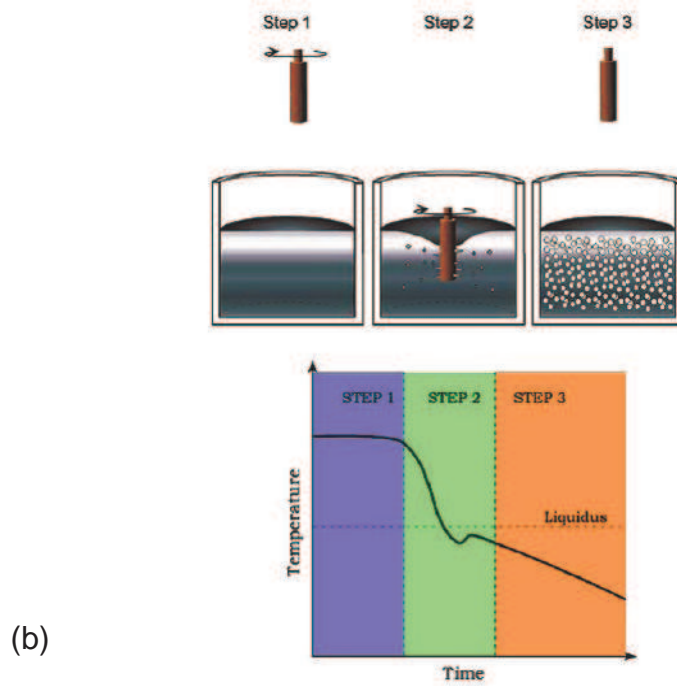 Step 1 Step 2 Step 3
STEP 1 STEP 2 STEP 3
Liquidus
Temperature
(b)
Time